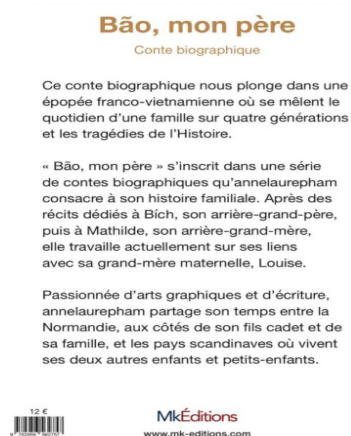 Bão, mon père
Conte biographique
Ce conte biographique nous plonge dans une
épopée franco-vietnamienne où se mêlent le
quotidien d'une famille sur quatre générations
et les tragédies de l'Histoire.
« Bão, mon père » s'inscrit dans une série
de contes biographiques qu'annelaurepham
consacre à son histoire familiale. Après des
récits dédiés à Bích, son arrière-grand-père,
puis à Mathilde, son arrière-grand-mère,
elle travaille actuellement sur ses liens
avec sa grand-mère maternelle, Louise.
Passionnée d'arts graphiques et d'écriture,
annelaurepham partage son temps entre la
Normandie, aux côtés de son fils cadet et de
sa famille, et les pays scandinaves où vivent
ses deux autres enfants et petits-enfants.
12 €
MkÉditions
www.mk-editions.com